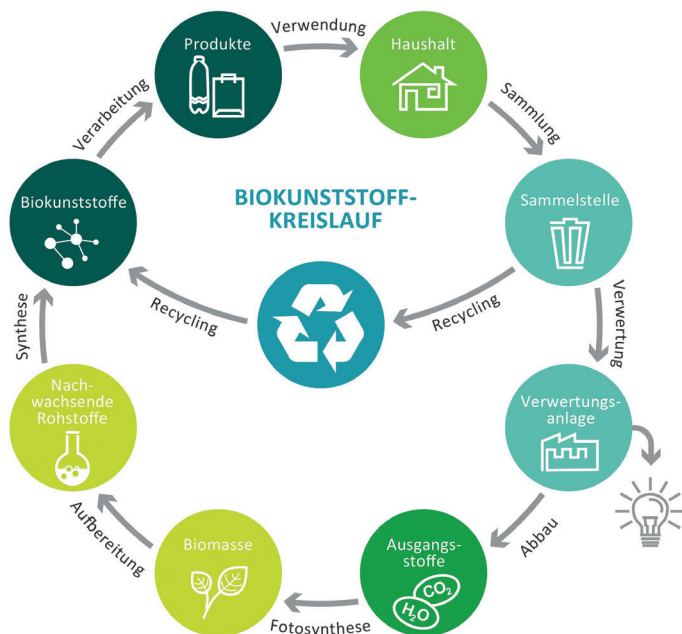 Verwendung
Produkte
Haushalt
Sammlung
Verarbeitung
BIOKUNSTSTOFF-
KREISLAUF
Biokunststoffe
Sammelstelle
Recycling
Recycling
Verwertung
Synthese
Nach-
wachsende
Rohstoffe
Verwertungs-
anlage
Aufbereitung
Biomasse
Ausgangs-
stoffe
CO₂
H₂O
Abbau
Fotosynthese